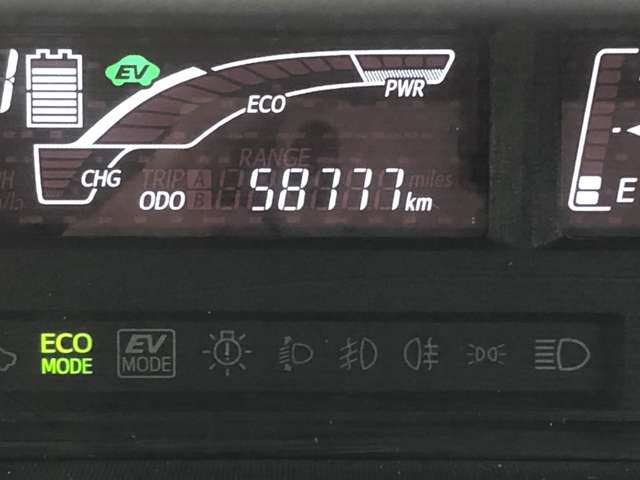 EV
ECO
PWR
RANGE
CHG
TRIP A
B
miles
ODO 58777 km
E
ECO
MODE
EV
MODE